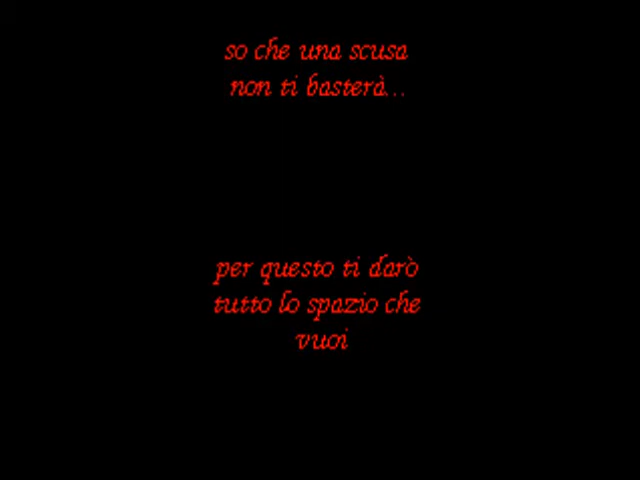 so che una scusa
non ti basterà...
per questo ti darò
tutto lo spazio che
vuoi